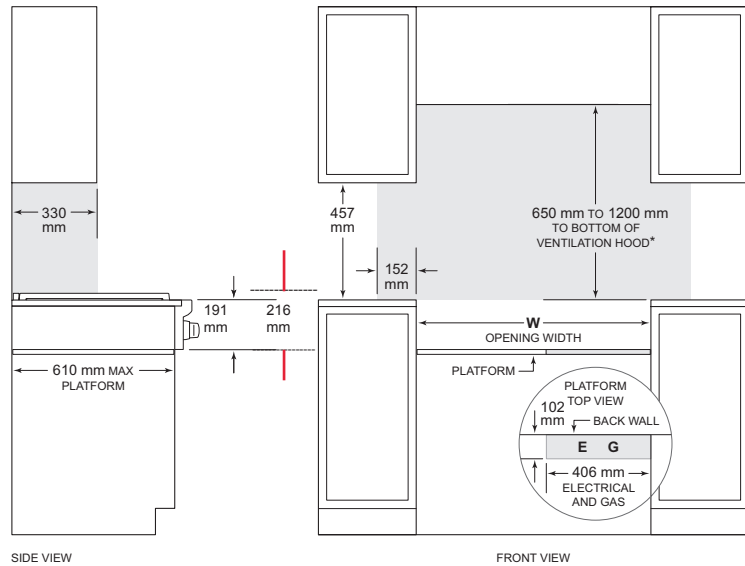 330
mm
457
mm
650 mm TO 1200 mm
TO BOTTOM OF
VENTILATION HOOD*
152
mm
191
mm
216
mm
W
OPENING WIDTH
610 mm MAX
PLATFORM
PLATFORM
PLATFORM
TOP VIEW
102
mm
BACK WALL
E G
406 mm
ELECTRICAL
AND GAS
SIDE VIEW
FRONT VIEW